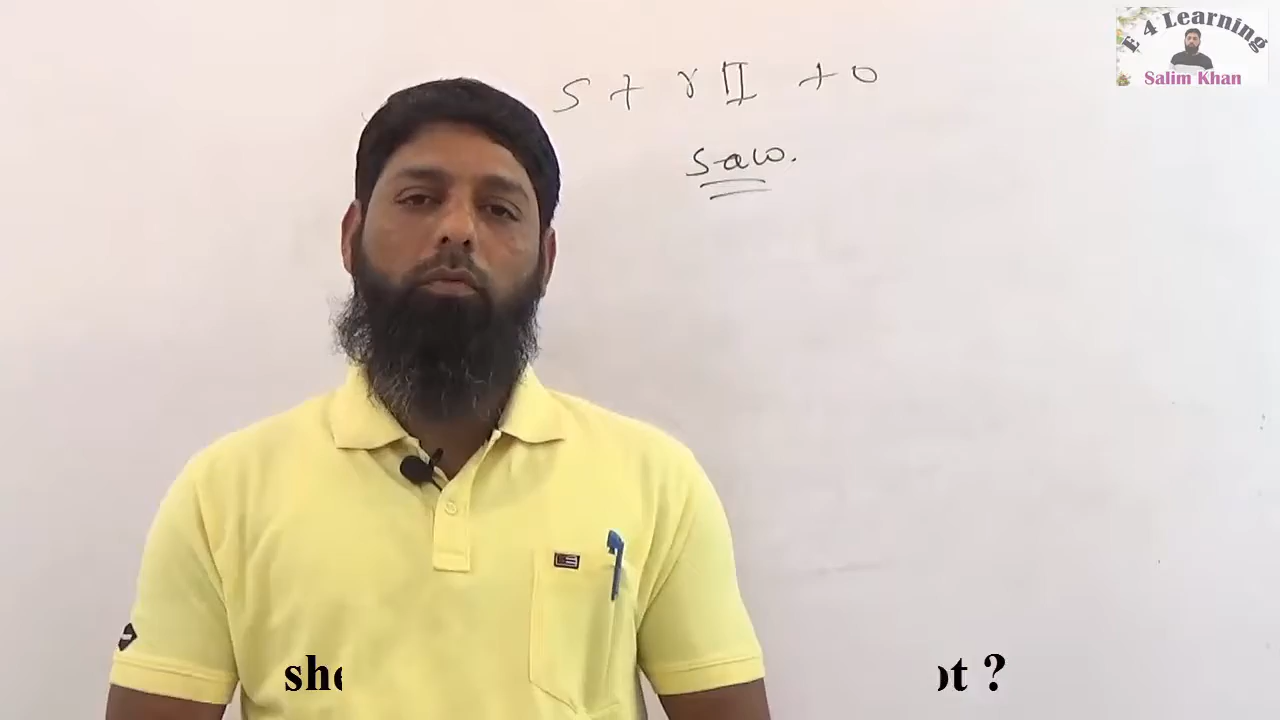 E 4 Learning
Salim Khan
S + V II + O
Saw.
she
ot ?